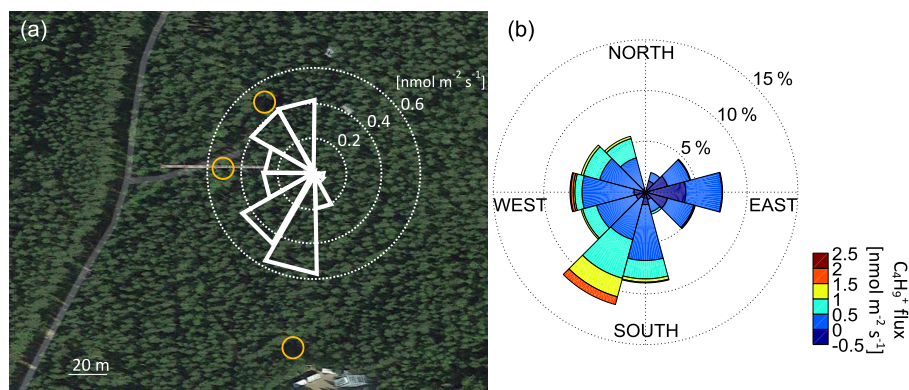 (a)
[nmol m⁻² s⁻¹]
0.6
0.4
0.2
20 m
(b)
NORTH
15 %
10 %
5 %
WEST
EAST
SOUTH
2.5
2
1.5
1
0.5
0
-0.5
C₄H₉⁺ flux
[nmol m⁻² s⁻¹]